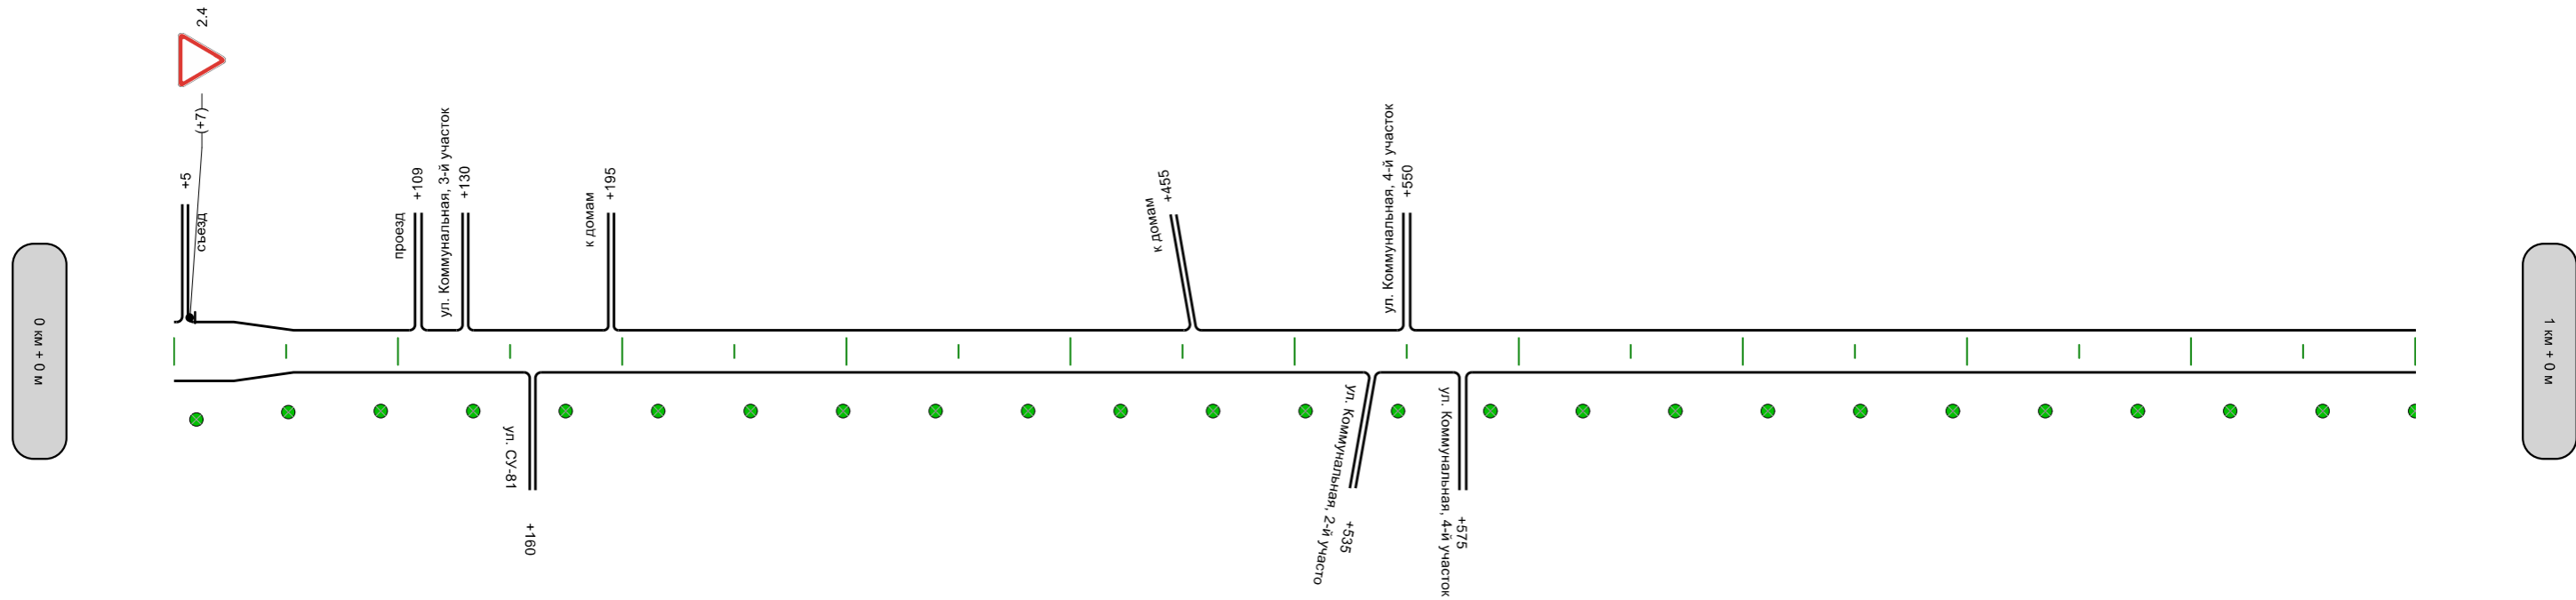 2.4
(+7)
+5
съезд
+109
проезд
ул. Коммунальная, 3-й участок
+130
+195
к домам
+455
к домам
ул. Коммунальная, 4-й участок
+550
0 км + 0 м
1 км + 0 м
ул. СУ-81
+160
ул. Коммунальная, 2-й участо
+535
ул. Коммунальная, 4-й участок
+575